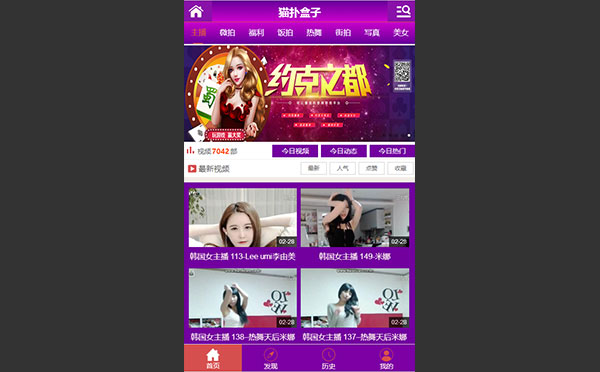 猫扑盒子
主播 微拍 福利 饭拍 热舞 街拍 写真 美女
约克之都
玩游戏 赢大奖
视频7042部 今日视频 今日动态 今日热门
最新视频 最新 人气 点赞 收藏
02-28 02-28
韩国女主播 113-Lee umi李由美 韩国女主播 149-米娜
02-28 02-28
韩国女主播 138–热舞天后米娜 韩国女主播 137–热舞天后米娜
首页 发现 历史 我的